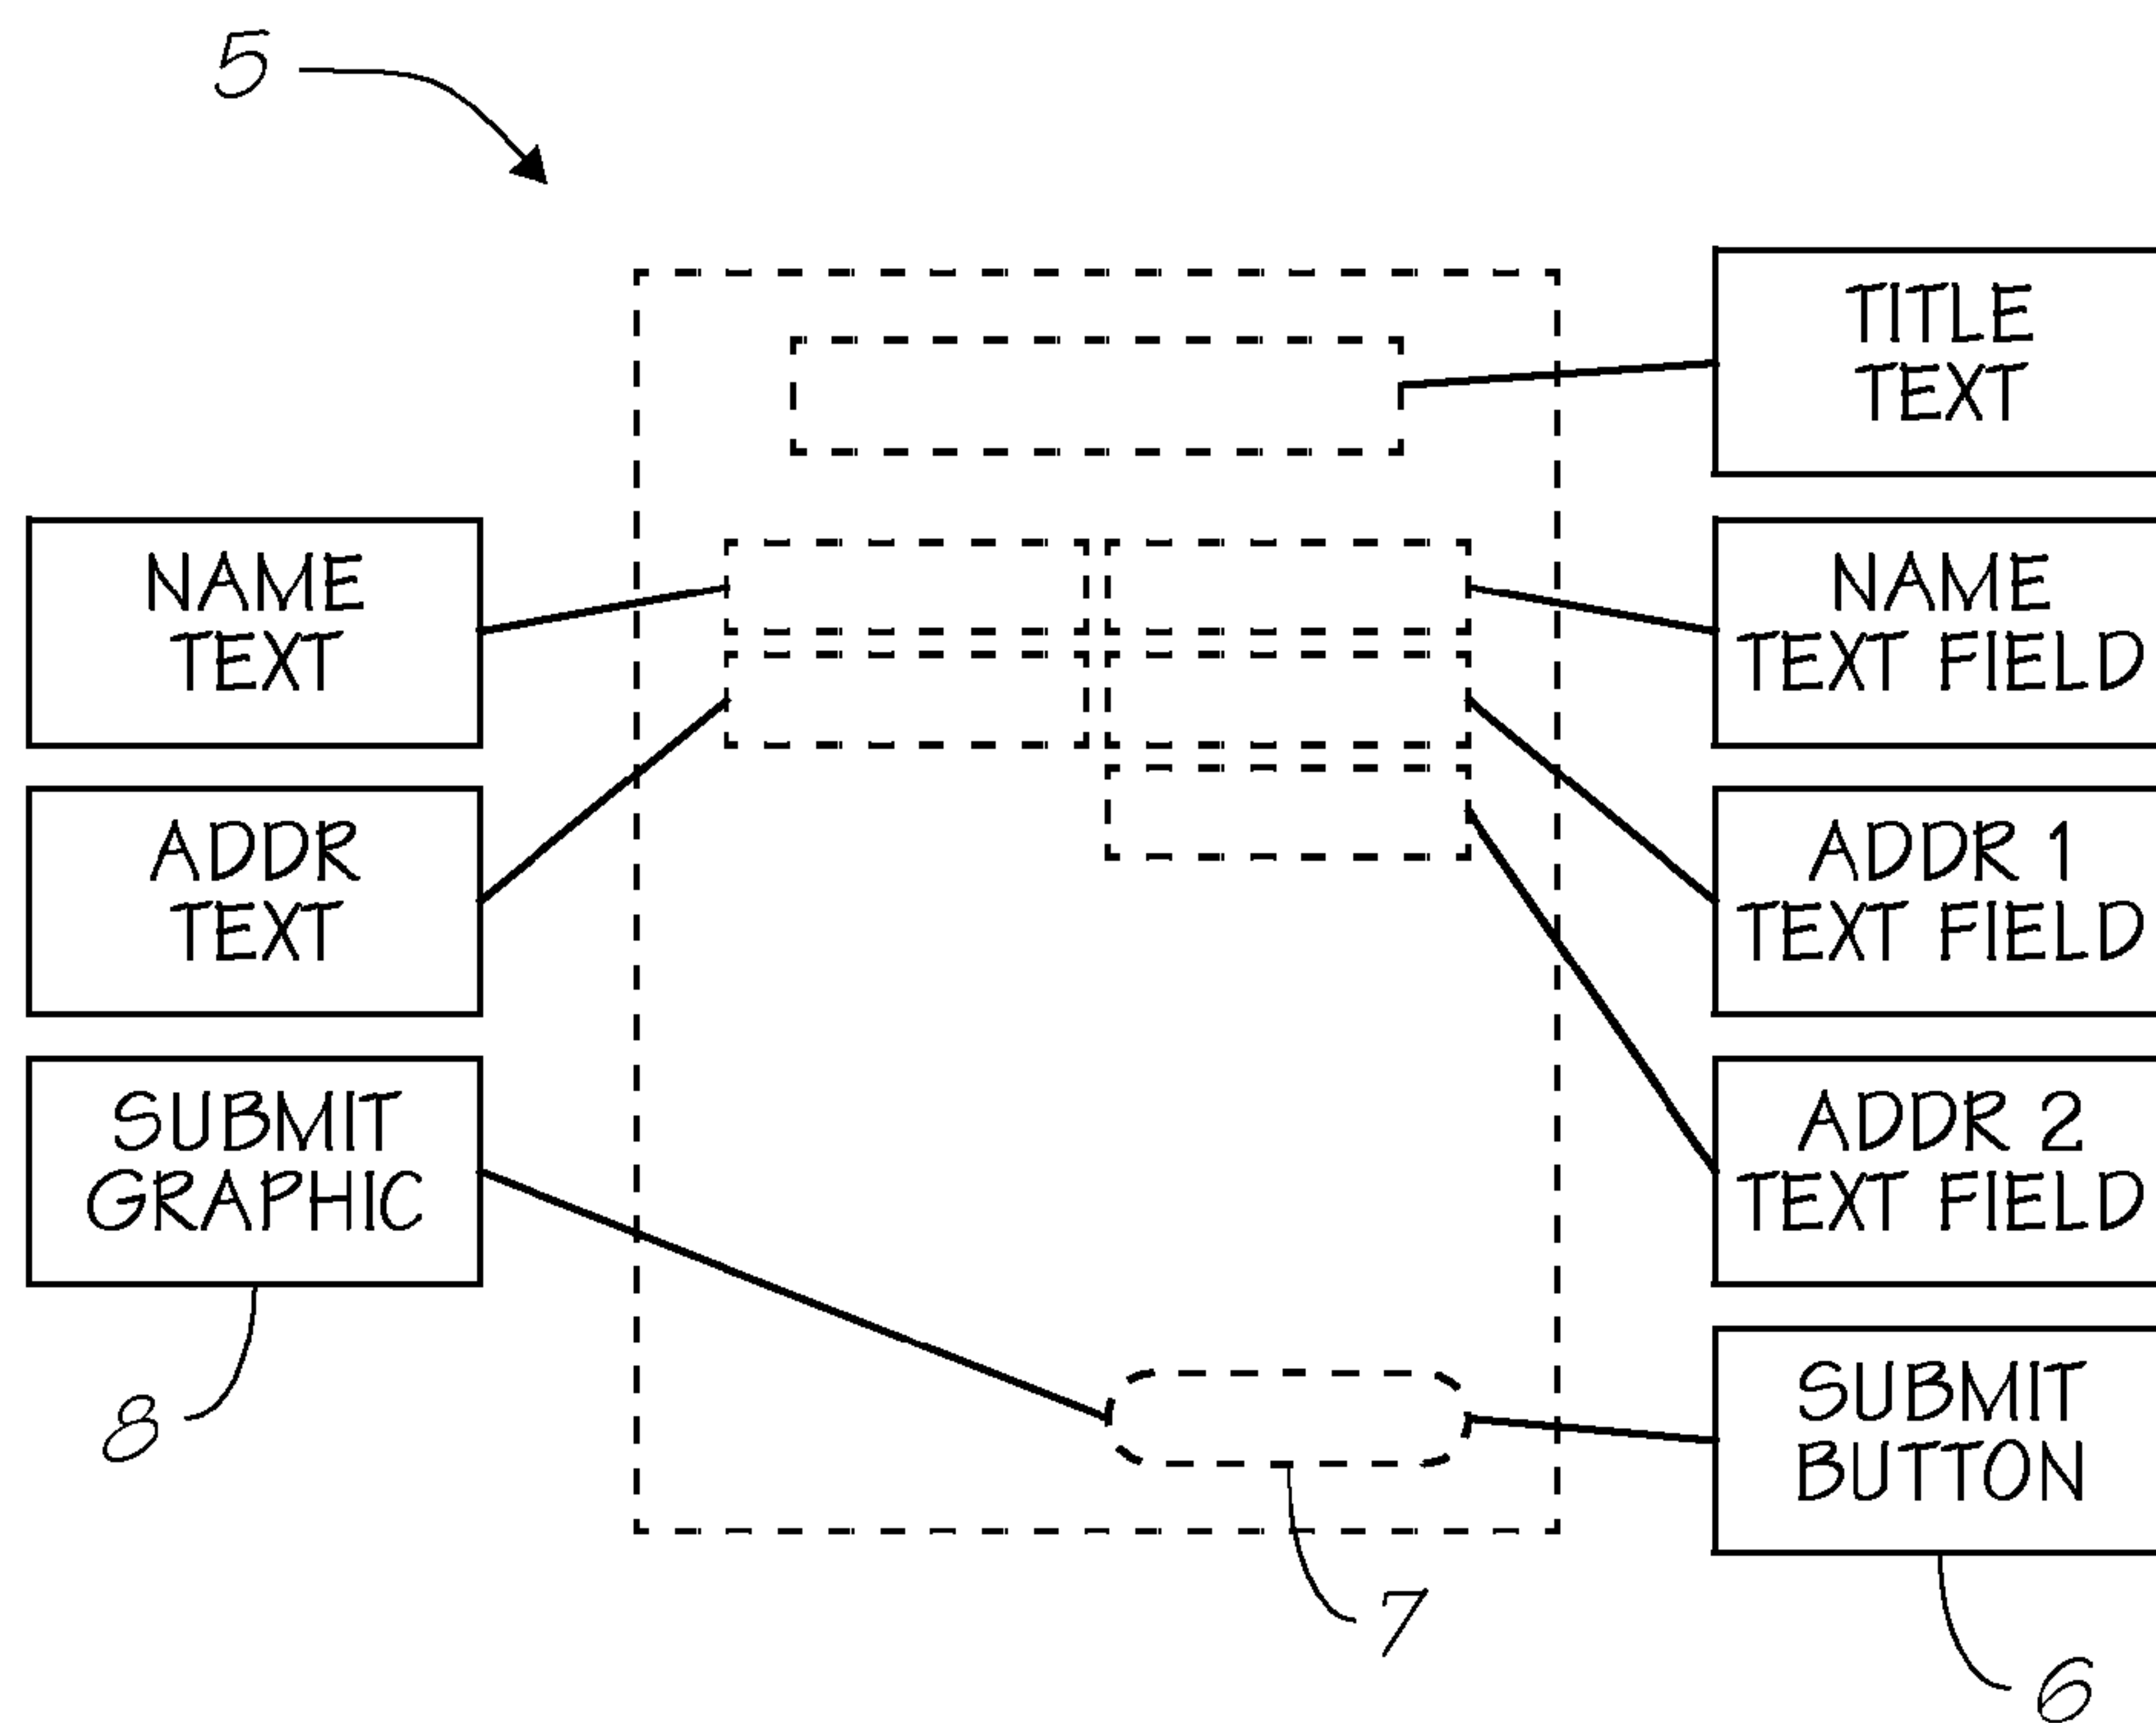 5
TITLE
TEXT
NAME
TEXT
NAME
TEXT FIELD
ADDR
TEXT
ADDR 1
TEXT FIELD
SUBMIT
GRAPHIC
ADDR 2
TEXT FIELD
SUBMIT
BUTTON
8
7
6